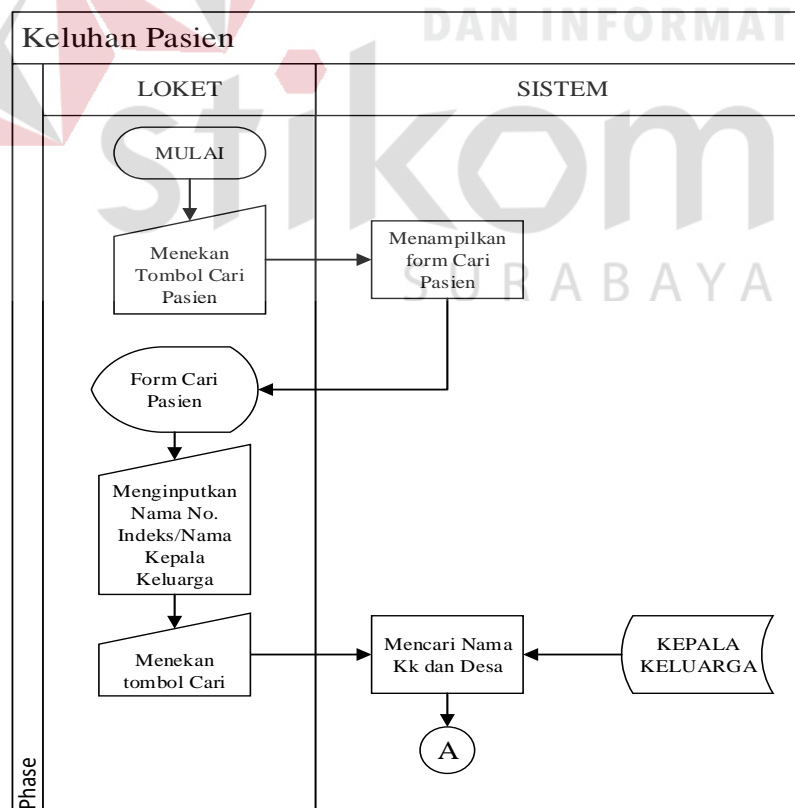 DAN INFORMAT
Keluhan Pasien
LOKET
SISTEM
stikom
SURABAYA
MULAI
Menekan
Tombol Cari
Pasien
Menampilkan
form Cari
Pasien
Form Cari
Pasien
Menginputkan
Nama No.
Indeks/Nama
Kepala
Keluarga
Menekan
tombol Cari
Mencari Nama
Kk dan Desa
KEPALA
KELUARGA
A
Phase